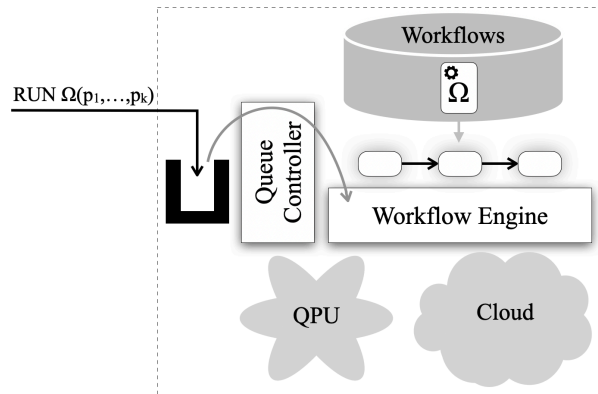 Workflows
Ω
RUN Ω(p₁,…,pₖ)
Queue
Controller
Workflow Engine
QPU
Cloud